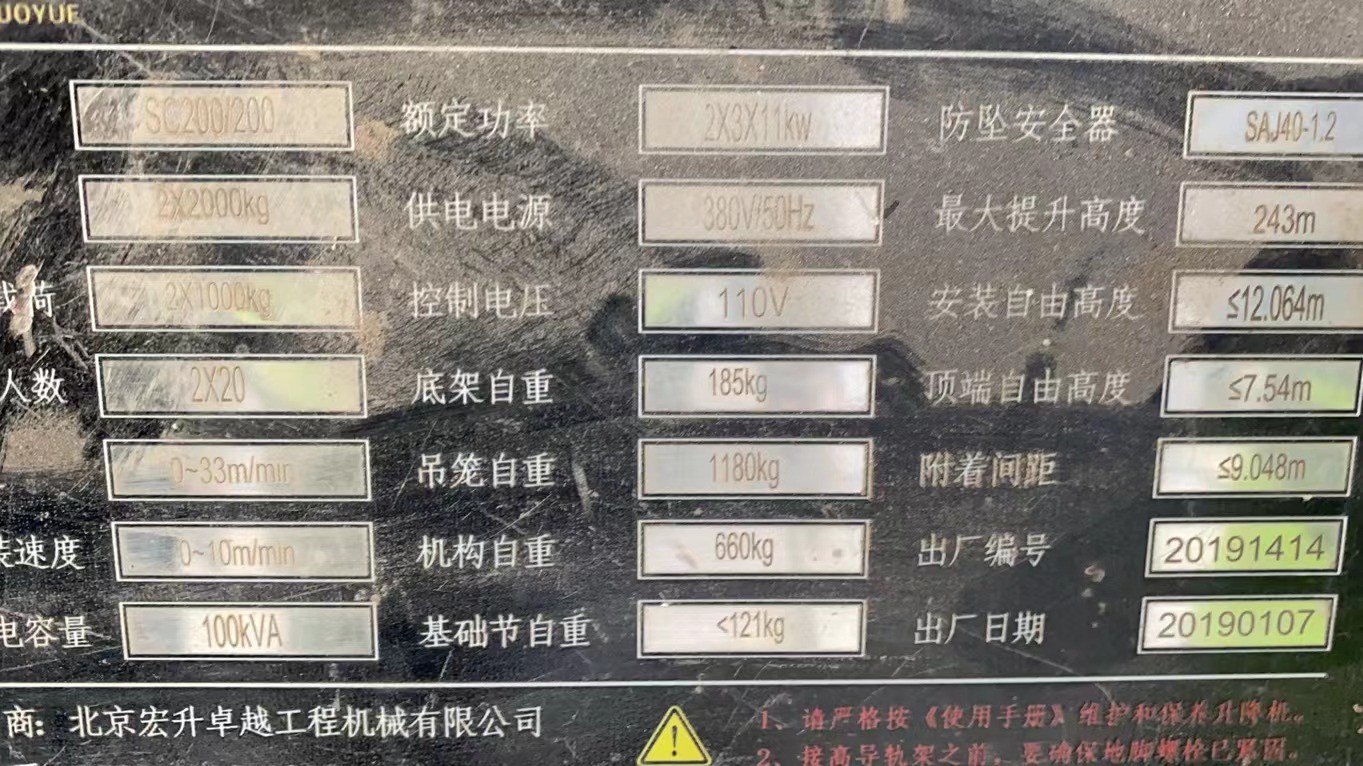 UOYUE
SC200/200 额定功率 2X3X11kw 防坠安全器 SAJ40-1.2
2X2000kg 供电电源 380V/50Hz 最大提升高度 243m
载荷 2X1000kg 控制电压 110V 安装自由高度 ≤12.064m
人数 2X20 底架自重 185kg 顶端自由高度 ≤7.54m
0~33m/min 吊笼自重 1180kg 附着间距 ≤9.048m
装速度 0~10m/min 机构自重 660kg 出厂编号 20191414
电容量 100kVA 基础节自重 <121kg 出厂日期 20190107
商: 北京宏升卓越工程机械有限公司
1、请严格按《使用手册》维护和保养升降机。
2、接高导轨架之前，要确保地脚螺栓已紧固。